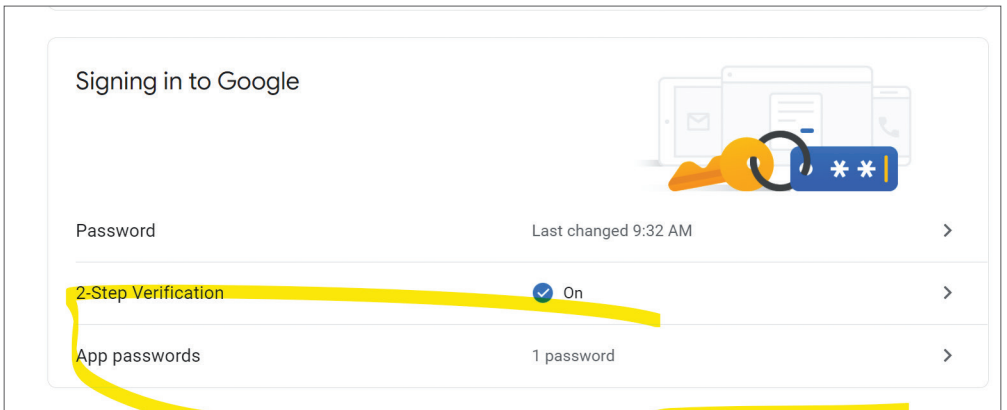 Signing in to Google
**
Password Last changed 9:32 AM
2-Step Verification On
App passwords 1 password